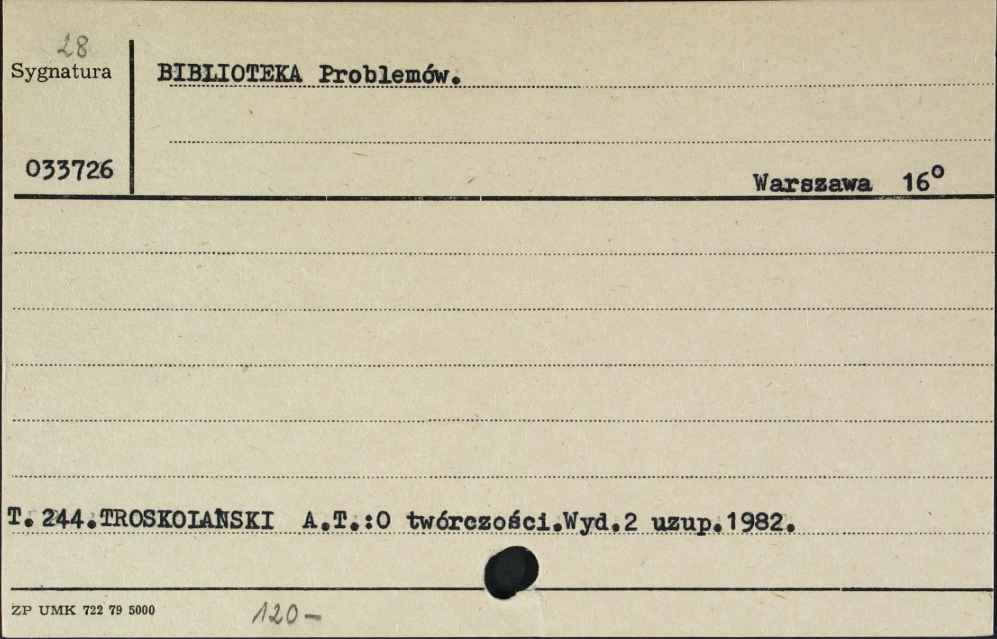 28
Sygnatura
BIBLIOTEKA Problemów.
033726
Warszawa 16°
T. 244.TROSKOLAŃSKI A.T.:O twórczości.Wyd.2 uzup.1982.
ZP UMK 722 79 5000
120-